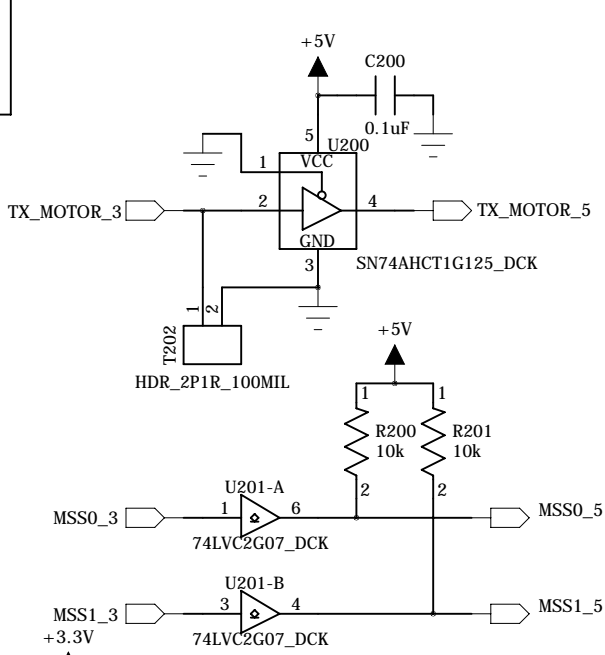 +5V
C200
0.1uF
5
U200
VCC
1
TX_MOTOR_3
2
4
TX_MOTOR_5
GND
3
SN74AHCT1G125_DCK
1
2
T202
HDR_2P1R_100MIL
+5V
1
1
R200
10k
R201
10k
2
2
U201-A
MSS0_3
1
6
MSS0_5
74LVC2G07_DCK
U201-B
MSS1_3
3
4
MSS1_5
+3.3V
74LVC2G07_DCK